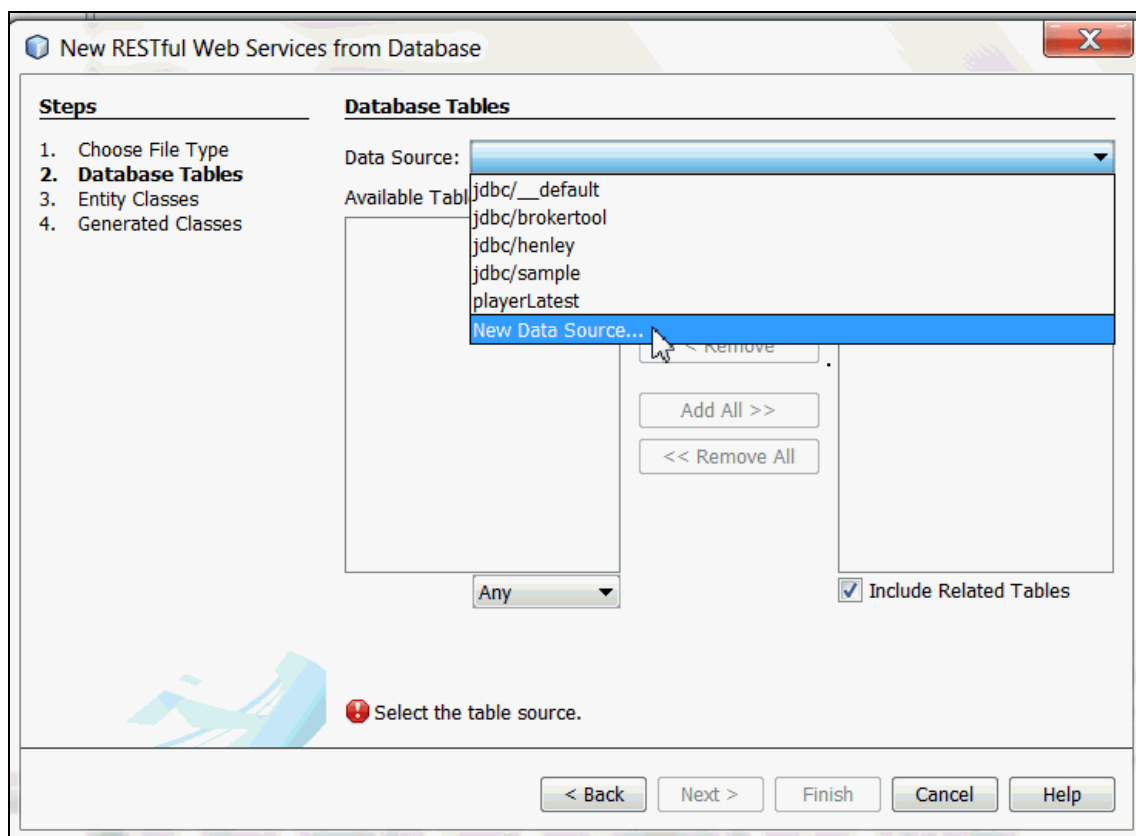 New RESTful Web Services from Database
Steps
1. Choose File Type
2. Database Tables
3. Entity Classes
4. Generated Classes
Database Tables
Data Source:
jdbc/__default
jdbc/brokertool
jdbc/henley
jdbc/sample
playerLatest
New Data Source...
Available
< Remove
Add All >>
<< Remove All
Any
Include Related Tables
Select the table source.
< Back
Next >
Finish
Cancel
Help